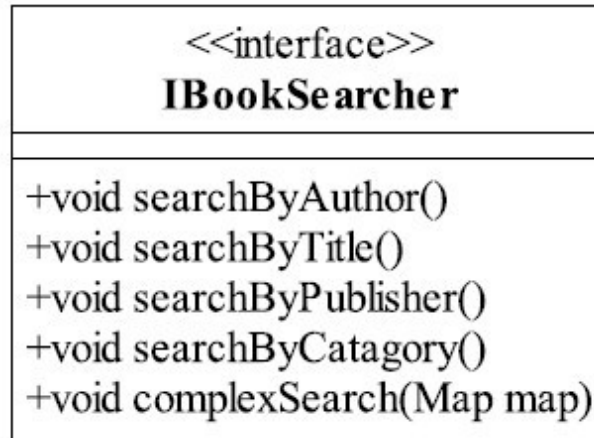 <<interface>>
IBookSearcher
+void searchByAuthor()
+void searchByTitle()
+void searchByPublisher()
+void searchByCatagory()
+void complexSearch(Map map)